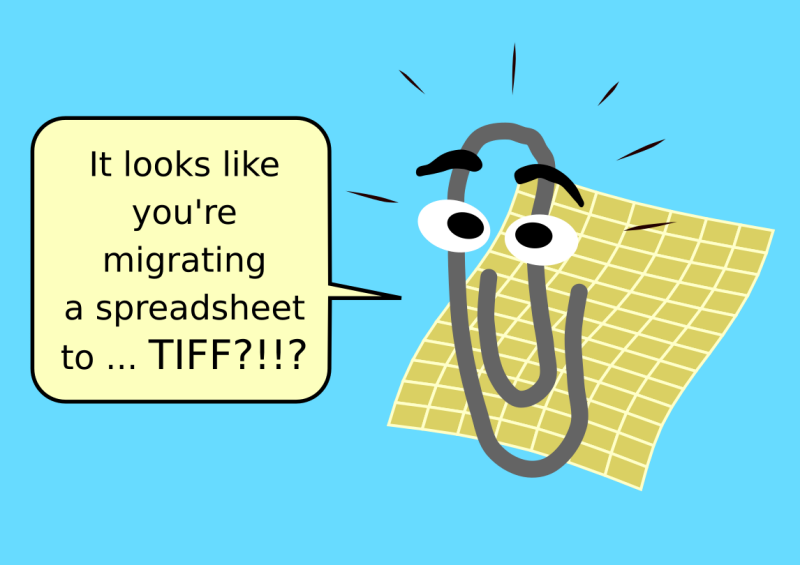 It looks like
you're
migrating
a spreadsheet
to ... TIFF?!!?